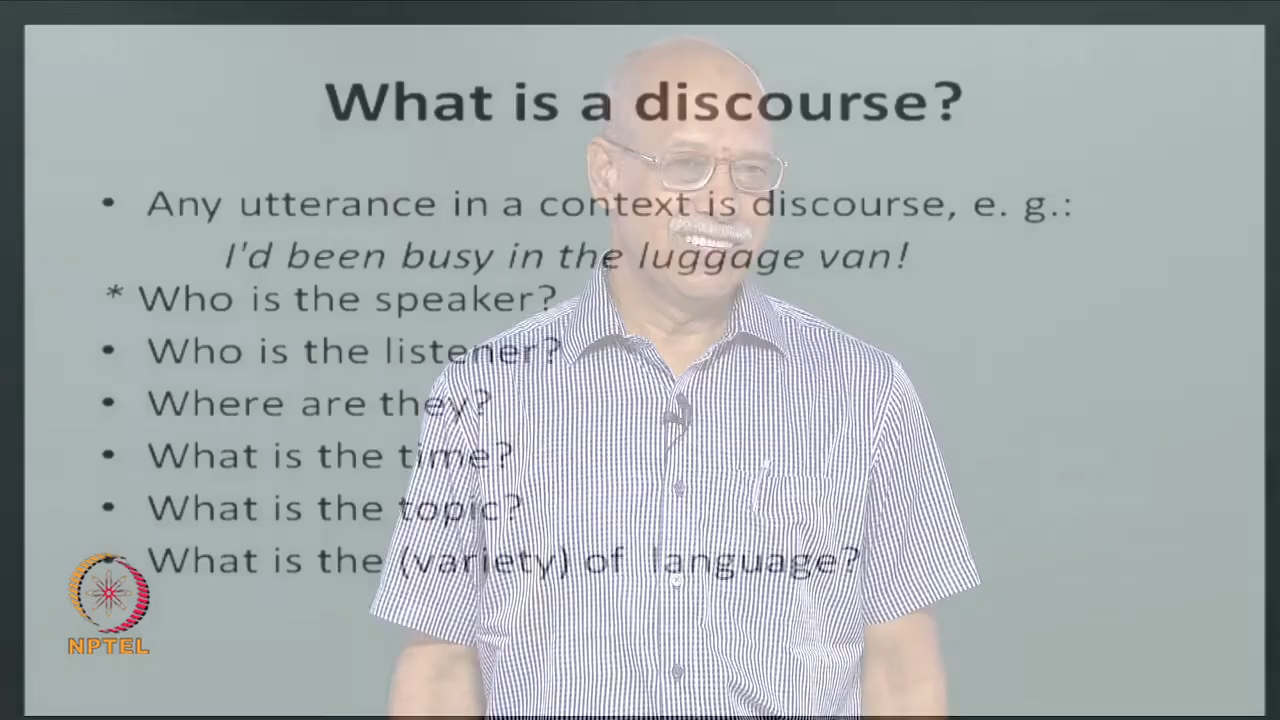 What is a discourse?
• Any utterance in a context is discourse, e. g.:
I'd been busy in the luggage van!
* Who is the speaker?
• Who is the listener?
• Where are they?
• What is the time?
• What is the topic?
What is the (variety) of language?
NPTEL